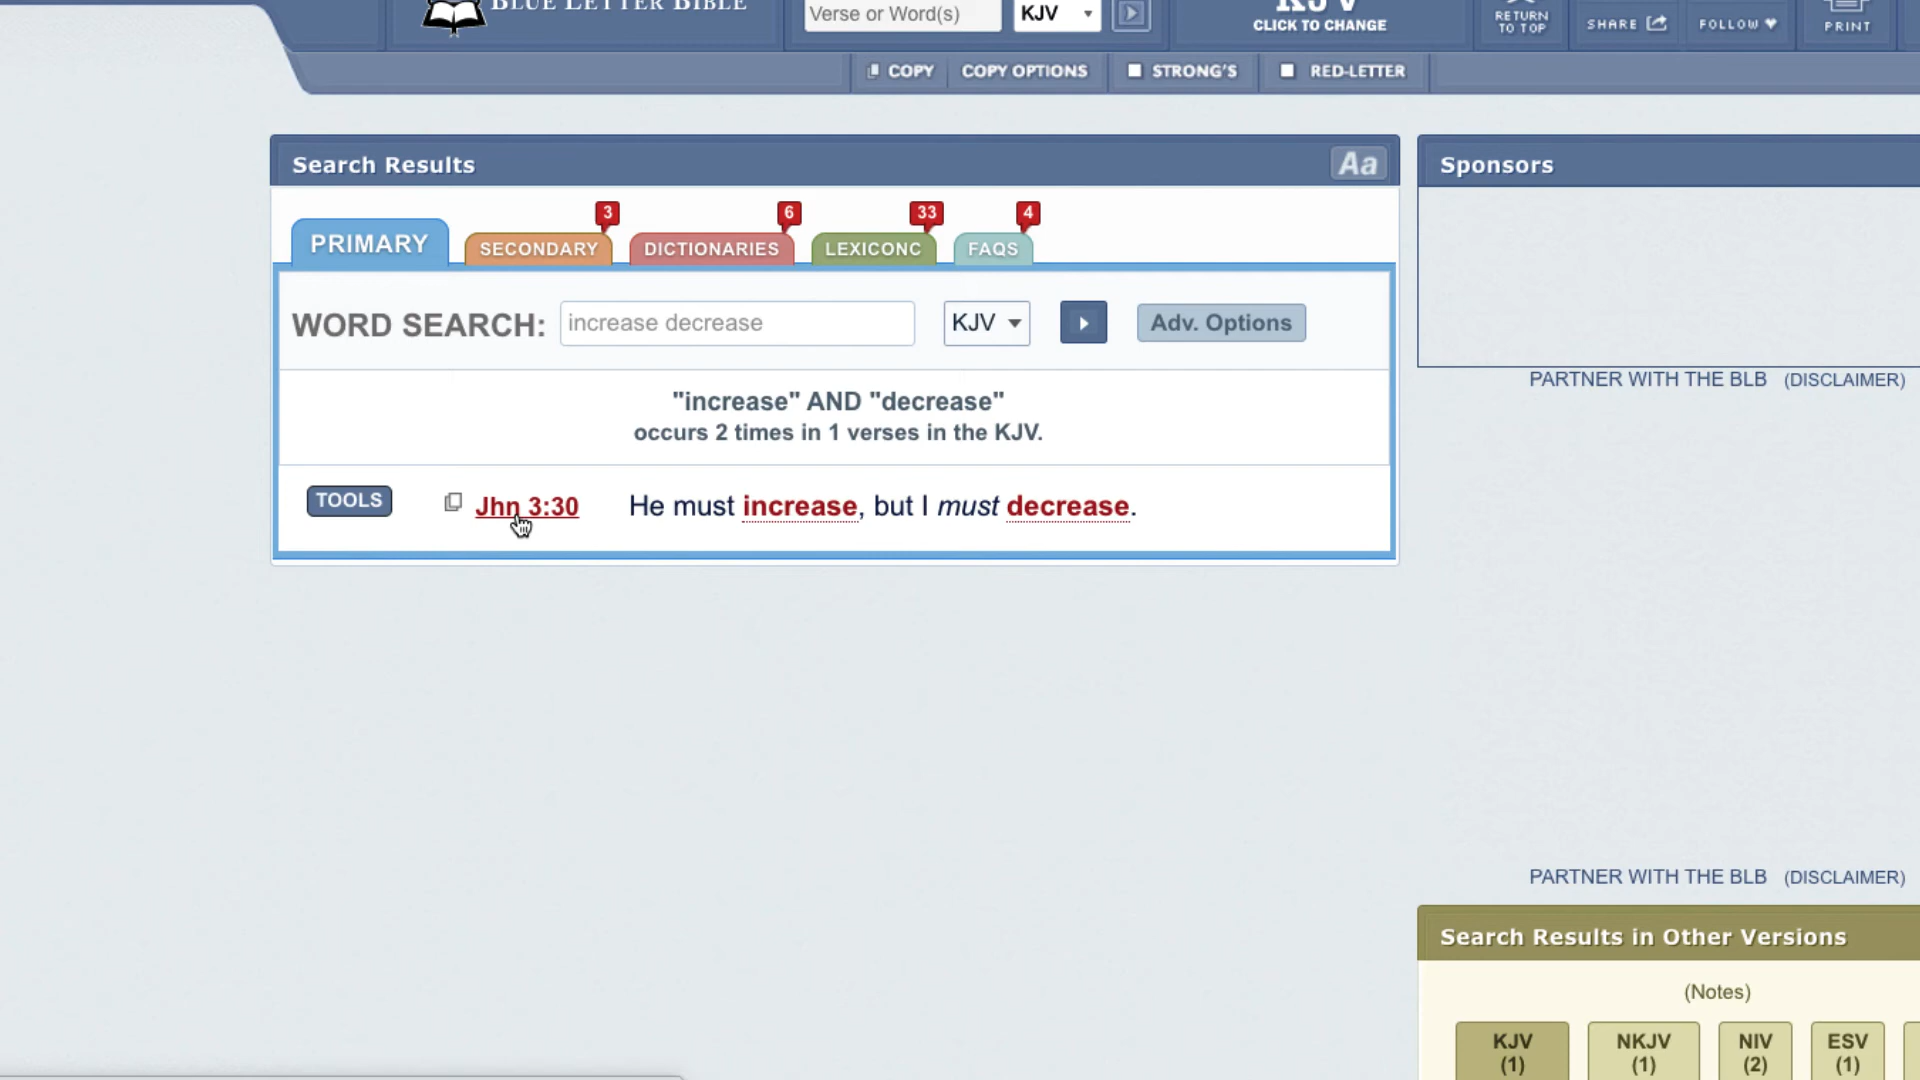 BLUE LETTER BIBLE
Verse or Word(s)
KJV
KJV
CLICK TO CHANGE
RETURN
TO TOP
SHARE
FOLLOW
PRINT
COPY
COPY OPTIONS
STRONG'S
RED-LETTER
Search Results
Aa
Sponsors
3
6
33
4
PRIMARY
SECONDARY
DICTIONARIES
LEXICONC
FAQS
WORD SEARCH:
increase decrease
KJV
Adv. Options
PARTNER WITH THE BLB (DISCLAIMER)
"increase" AND "decrease"
occurs 2 times in 1 verses in the KJV.
TOOLS
Jhn 3:30
He must increase, but I must decrease.
PARTNER WITH THE BLB (DISCLAIMER)
Search Results in Other Versions
(Notes)
KJV
(1)
NKJV
(1)
NIV
(2)
ESV
(1)